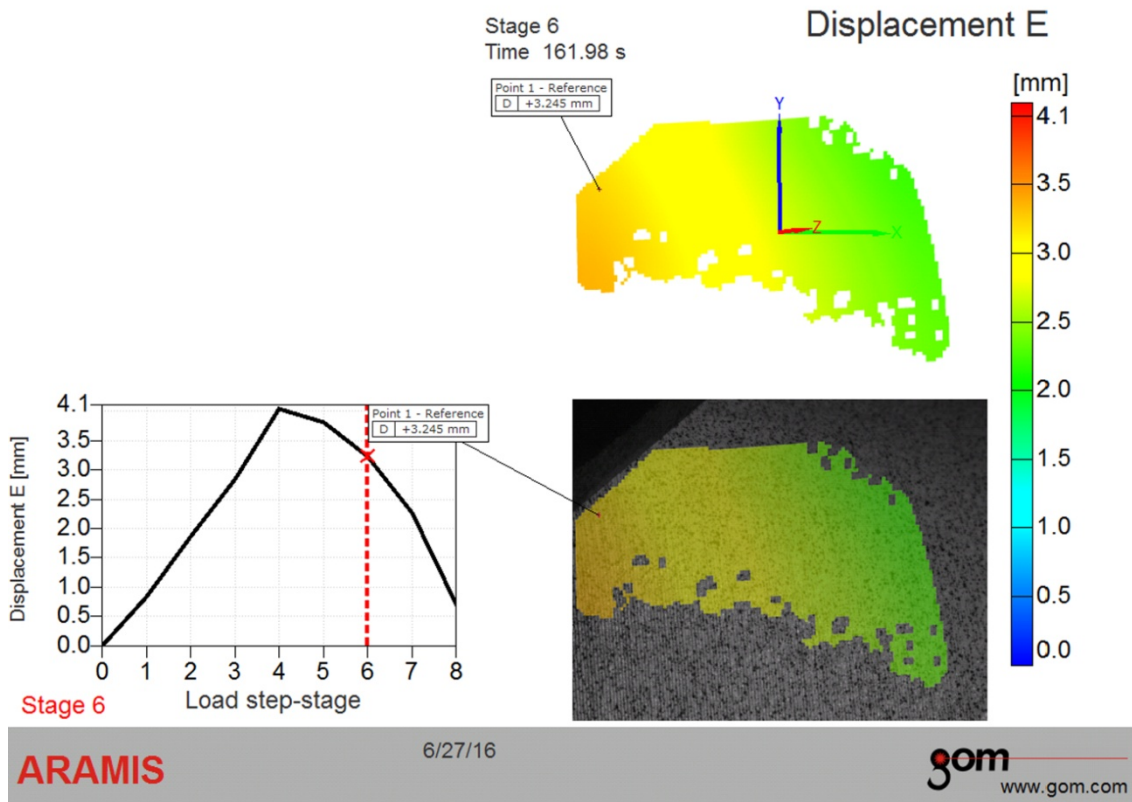 Displacement E
Stage 6
Time 161.98 s
Point 1 - Reference
D +3.245 mm
[mm]
4.1
3.5
3.0
2.5
2.0
1.5
1.0
0.5
0.0
Y
Z
X
4.1
3.5
3.0
2.5
2.0
1.5
1.0
0.5
0.0
Displacement E [mm]
Point 1 - Reference
D +3.245 mm
0 1 2 3 4 5 6 7 8
Load step-stage
Stage 6
ARAMIS
6/27/16
gom
www.gom.com